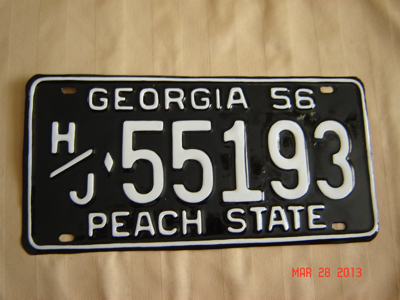 GEORGIA 56
H/J♦55193
PEACH STATE
MAR 28 2013